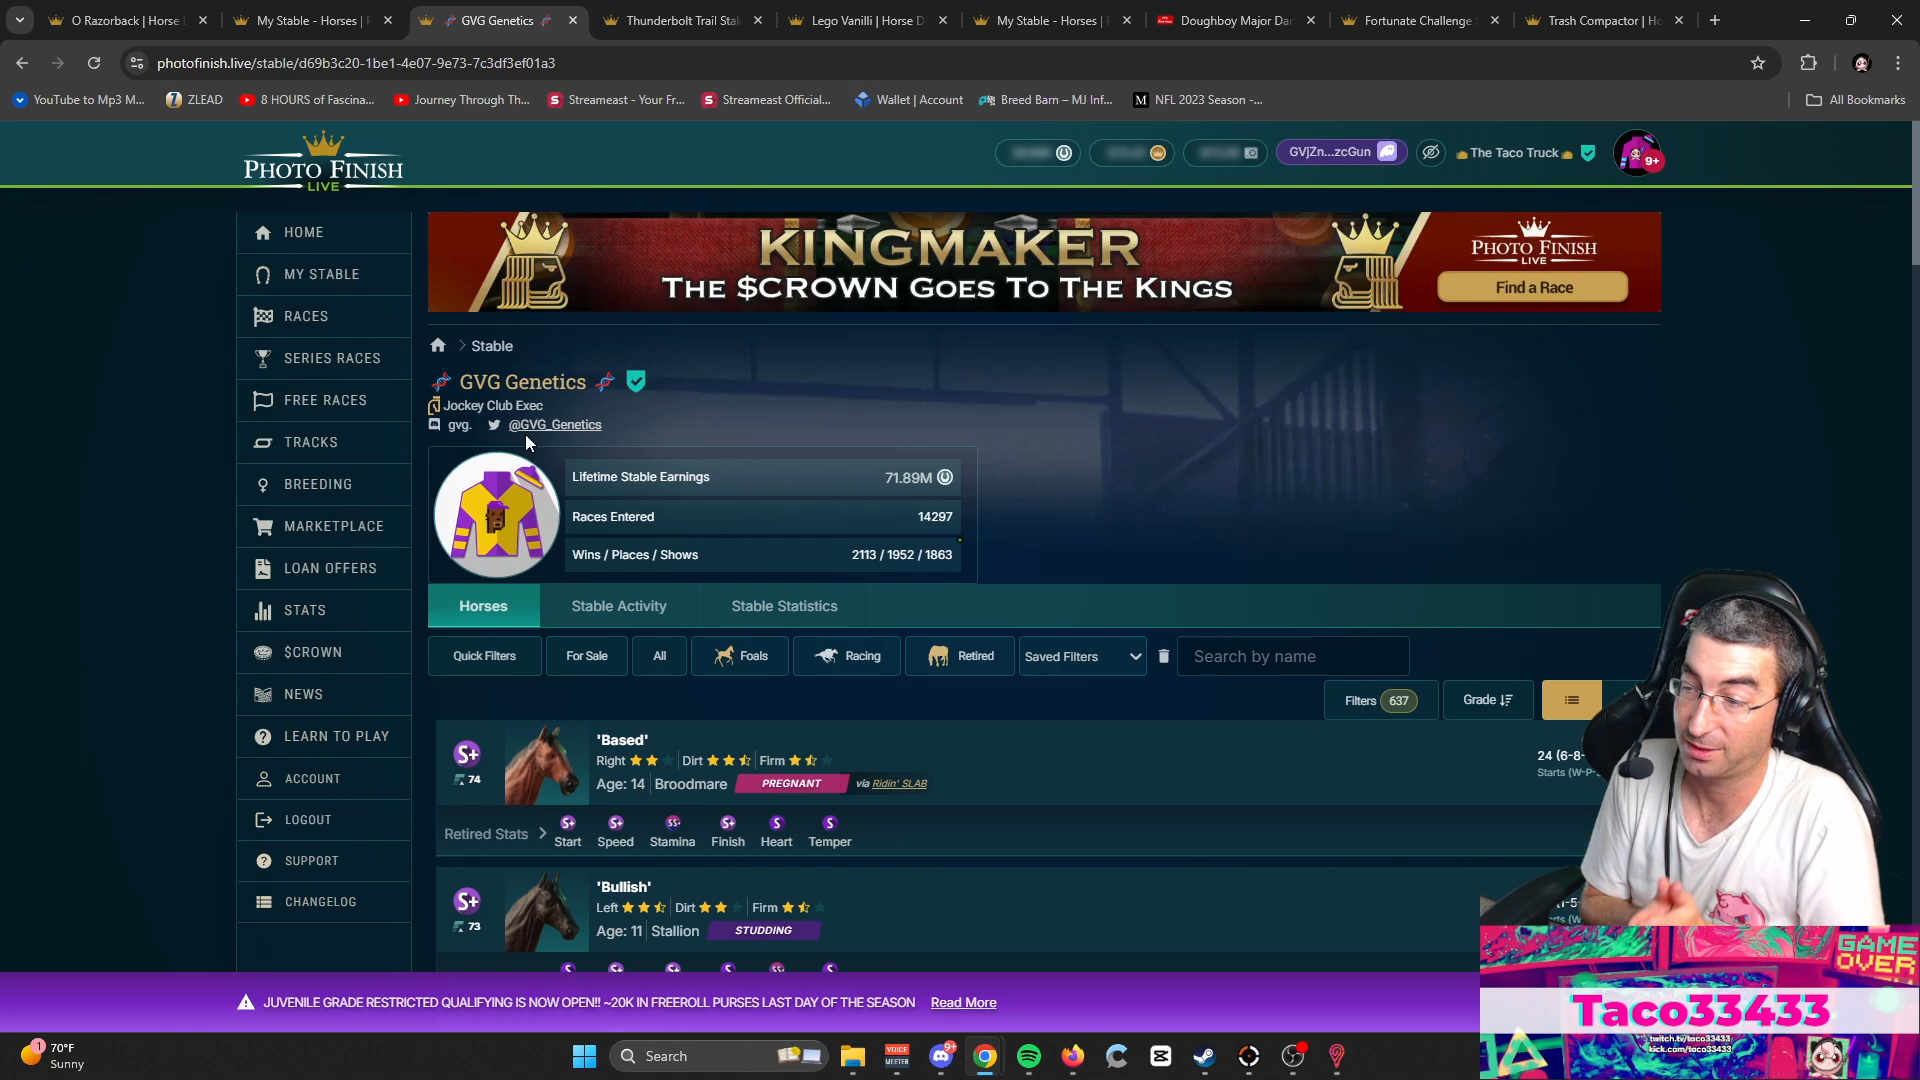 O Razorback | Horse
My Stable - Horses |
GVG Genetics
Thunderbolt Trail Stak
Lego Vanilli | Horse D
My Stable - Horses |
Doughboy Major Dan
Fortunate Challenge
Trash Compactor | Ho
photofinish.live/stable/d69b3c20-1be1-4e07-9e73-7c3df3ef01a3
YouTube to Mp3 M...
ZLEAD
8 HOURS of Fascina...
Journey Through Th...
Streameast - Your Fr...
Streameast Official...
Wallet | Account
Breed Barn – MJ Inf...
NFL 2023 Season -...
All Bookmarks
PHOTO FINISH
LIVE
GVjZn...zcGun
The Taco Truck
9+
HOME
MY STABLE
RACES
SERIES RACES
FREE RACES
TRACKS
BREEDING
MARKETPLACE
LOAN OFFERS
STATS
$CROWN
NEWS
LEARN TO PLAY
ACCOUNT
LOGOUT
SUPPORT
CHANGELOG
KINGMAKER
THE $CROWN GOES TO THE KINGS
PHOTO FINISH
LIVE
Find a Race
Stable
GVG Genetics
Jockey Club Exec
gvg. @GVG_Genetics
Lifetime Stable Earnings 71.89M
Races Entered 14297
Wins / Places / Shows 2113 / 1952 / 1863
Horses Stable Activity Stable Statistics
Quick Filters For Sale All Foals Racing Retired Saved Filters Search by name
Filters 637 Grade
S+ 74
'Based'
Right Dirt Firm
Age: 14 | Broodmare PREGNANT via Ridin' SLAB
24 (6-8-
Starts (W-P-
Retired Stats
S+ S+ SS+ S+ S S
Start Speed Stamina Finish Heart Temper
S+ 73
'Bullish'
Left Dirt Firm
Age: 11 | Stallion STUDDING
JUVENILE GRADE RESTRICTED QUALIFYING IS NOW OPEN!! ~20K IN FREEROLL PURSES LAST DAY OF THE SEASON Read More
GAME
OVER
Taco33433
twitch.tv/taco33433
kick.com/taco33433
1
70°F
Sunny
Search
VOICE
MEETER
9+